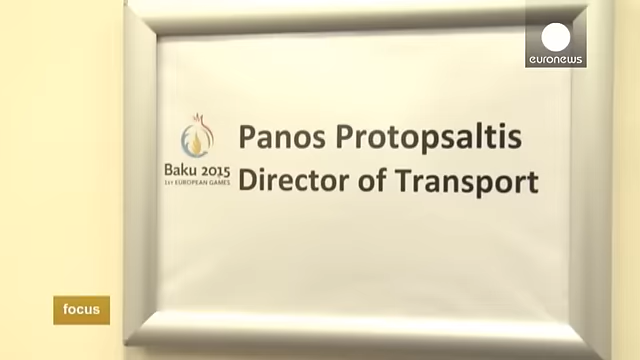 euronews
Panos Protopsaltis
Director of Transport
Baku 2015
1st EUROPEAN GAMES
focus